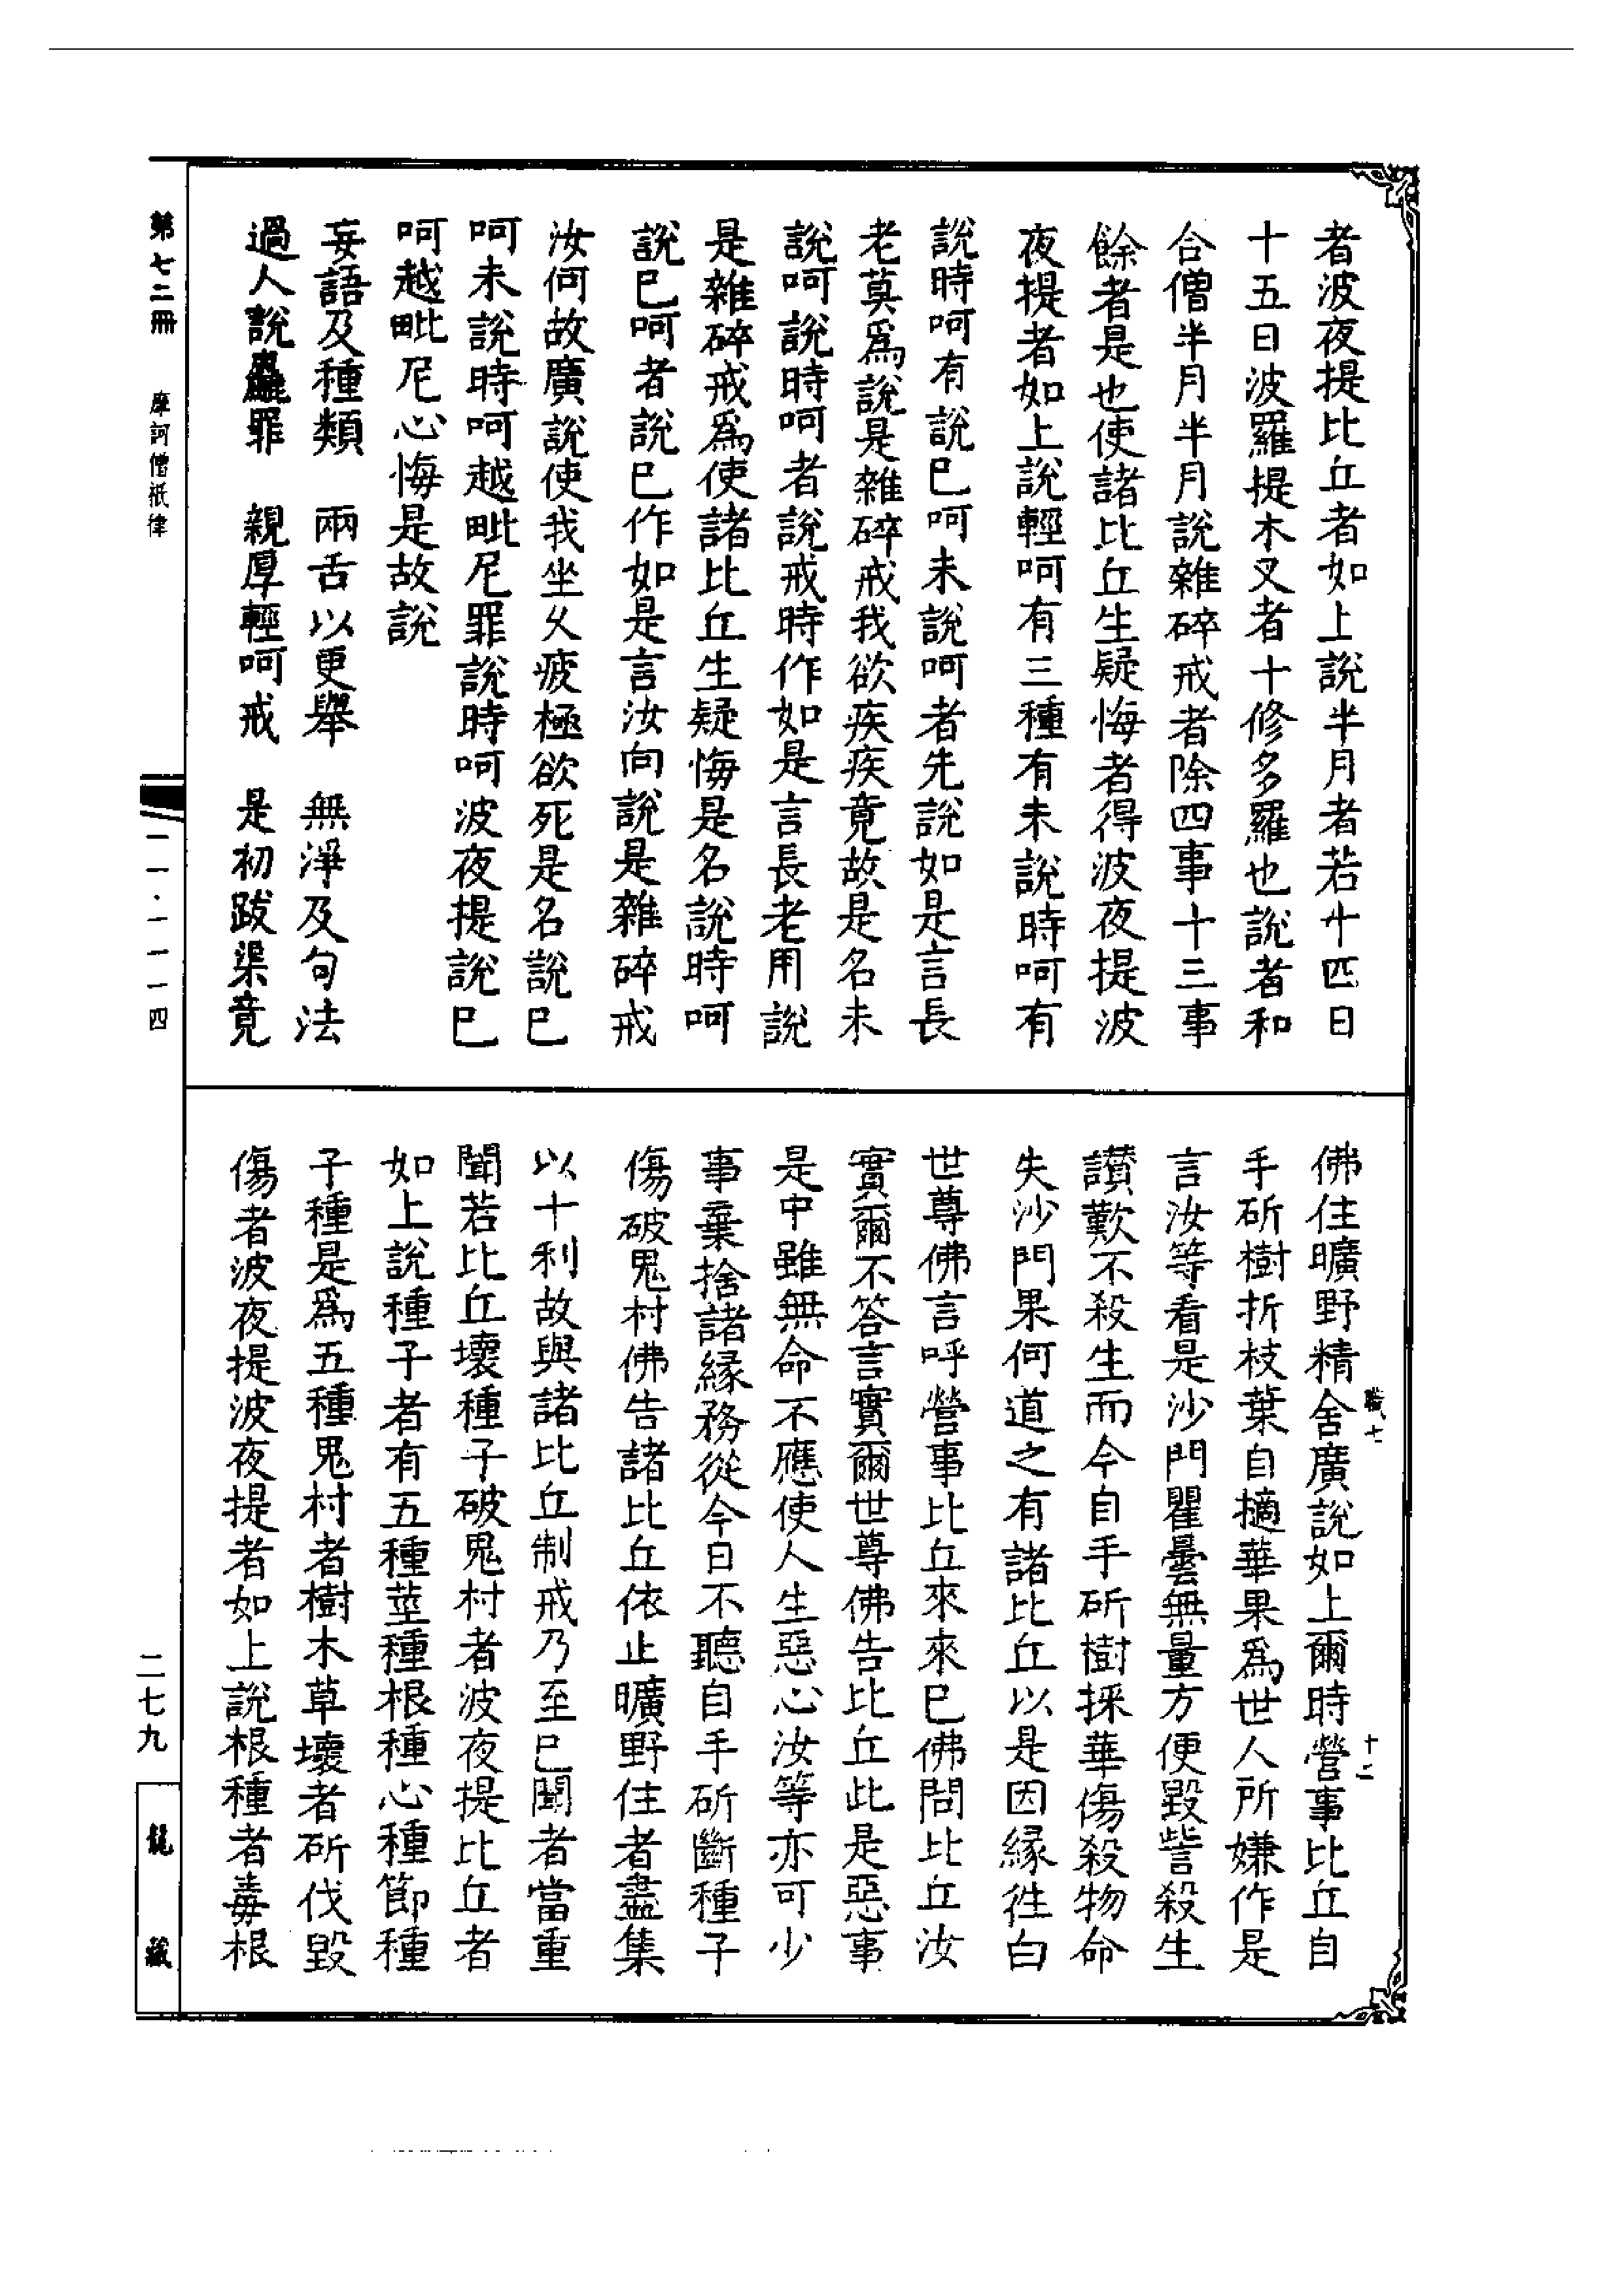 者波夜提比丘者如上說半月者若十四日
十五日波羅提木叉者十修多羅也說者和
合僧半月半月說雜碎戒者除四事十三事
餘者是也使諸比丘生疑悔者得波夜提波
夜提者如上說輕呵有三種有未說時呵有
說時呵有說已呵未說呵者先說如是言長
老莫爲說是雜碎戒我欲疾疾竟故是名未
說呵說時呵者說戒時作如是言長老用說
是雜碎戒爲使諸比丘生疑悔是名說時呵
說已呵者說已作如是言汝向說是雜碎戒
汝何故廣說使我坐久疲極欲死是名說已
呵未說時呵越毗尼罪說時呵波夜提說已
呵越毗尼心悔是故說
妄語及種類 兩舌以更舉 無淨及句法
過人說麤罪 親厚輕呵戒 是初跋渠竟
佛住曠野精舍廣說如上爾時營事比丘自
手斫樹折枝葉自擿華果爲世人所嫌作是
言汝等看是沙門瞿曇無量方便毀呰殺生
讚歎不殺生而今自手斫樹採華傷殺物命
失沙門果何道之有諸比丘以是因緣往白
世尊佛言呼營事比丘來來已佛問比丘汝
實爾不答言實爾世尊佛告比丘此是惡事
是中雖無命不應使人生惡心汝等亦可少
事棄捨諸緣務從今日不聽自手斫斷種子
傷破鬼村佛告諸比丘依止曠野住者盡集
以十利故與諸比丘制戒乃至已聞者當重
聞若比丘壞種子破鬼村者波夜提比丘者
如上說種子者有五種莖種根種心種節種
子種是爲五種鬼村者樹木草壞者斫伐毀
傷者波夜提波夜提者如上說根種者毒根
職七
十二
第七二冊 摩訶僧祇律
一一·一一一四
二七九
龍藏